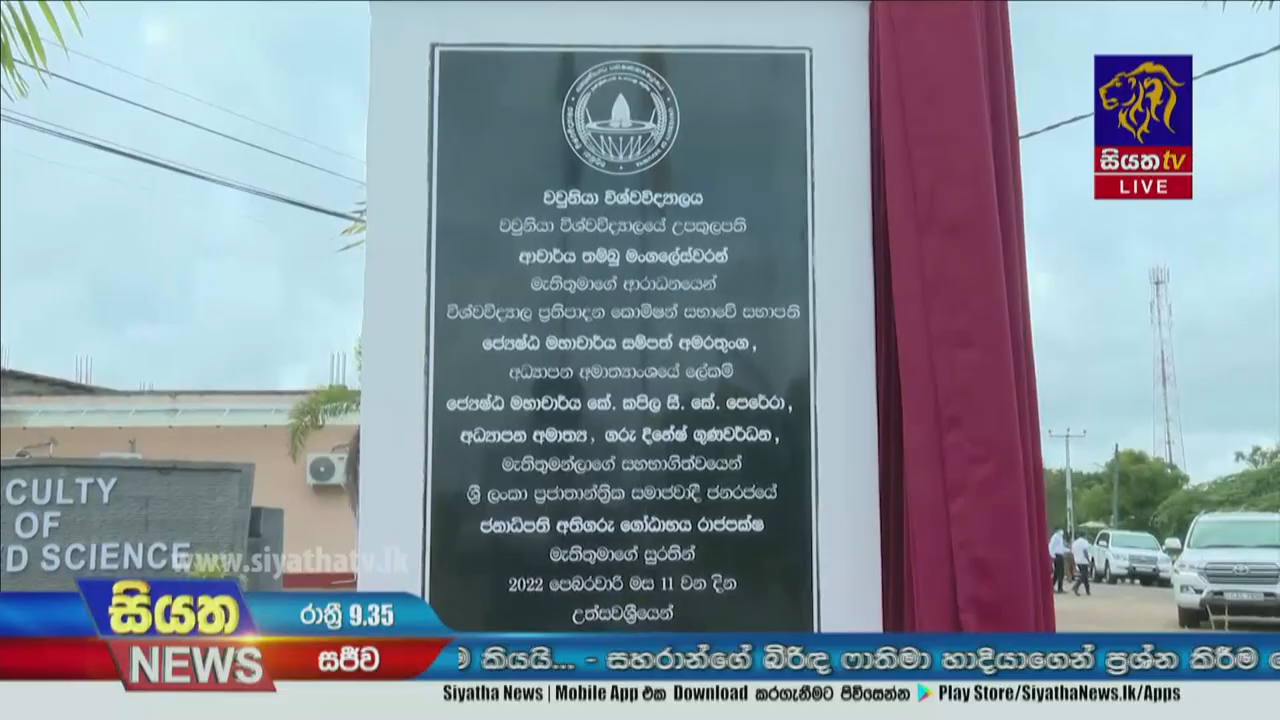 වවුනියා විශ්වවිද්‍යාලය
වවුනියා විශ්වවිද්‍යාලයේ උපකුලපති
ආචාර්ය තම්බූ මංගලේස්වරන්
මැතිතුමාගේ ආරාධනයෙන්
විශ්වවිද්‍යාල ප්‍රතිපාදන කොමිෂන් සභාවේ සභාපති
ජ්‍යෙෂ්ඨ මහාචාර්ය සම්පත් අමරතුංග,
අධ්‍යාපන අමාත්‍යාංශයේ ලේකම්
ජ්‍යෙෂ්ඨ මහාචාර්ය කේ. කපිල සී. කේ. පෙරේරා,
අධ්‍යාපන අමාත්‍ය, ගරු දිනේෂ් ගුණවර්ධන,
මැතිතුමන්ලාගේ සහභාගිත්වයෙන්
ශ්‍රී ලංකා ප්‍රජාතාන්ත්‍රික සමාජවාදී ජනරජයේ
ජනාධිපති අතිගරු ගෝඨාභය රාජපක්ෂ
මැතිතුමාගේ සුරතින්
2022 පෙබරවාරි මස 11 වන දින
උත්සවශ්‍රීයෙන්
සියත tv
LIVE
CULTY
OF
D SCIENCE
www.siyathatv.lk
සියත
NEWS
රාත්‍රී 9.35
සජීව
ම කියයි... - සහරාන්ගේ බිරිඳ ෆාතිමා හාදියාගෙන් ප්‍රශ්න කිරීම
Siyatha News | Mobile App එක Download කරගැනීමට පිවිසෙන්න Play Store/SiyathaNews.lk/Apps